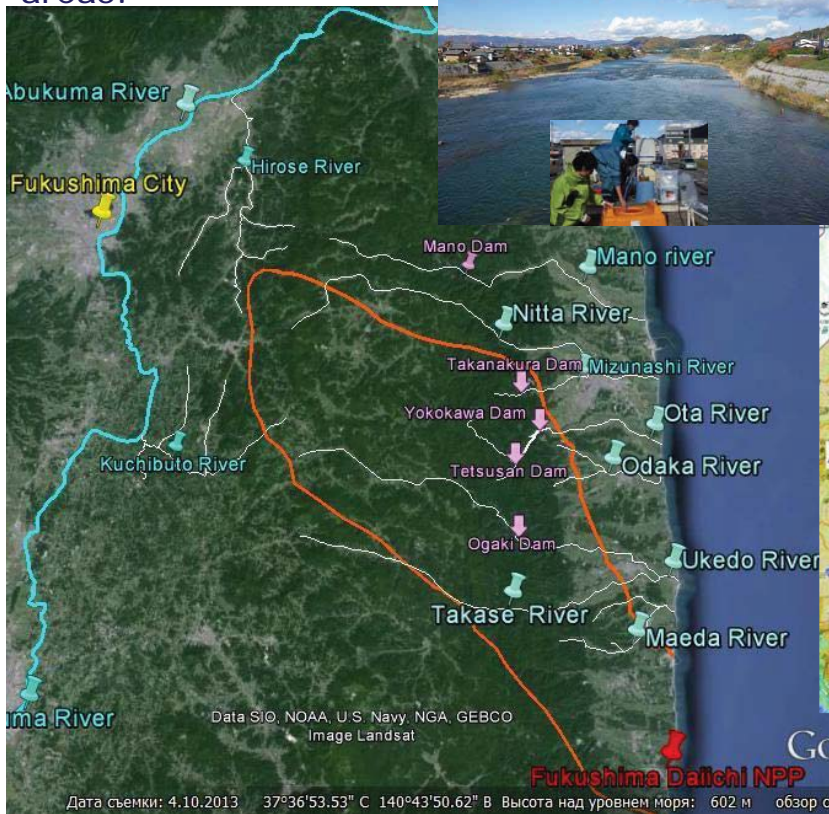 areas.
Abukuma River
Hirose River
Fukushima City
Mano Dam
Mano river
Nitta River
Takanakura Dam
Mizunashi River
Yokokawa Dam
Ota River
Kuchibuto River
Tetsusan Dam
Odaka River
Ogaki Dam
Ukedo River
Takase River
Maeda River
uma River
Data SIO, NOAA, U.S. Navy, NGA, GEBCO
Image Landsat
Go
Fukushima Daiichi NPP
Дата съемки: 4.10.2013 37°36'53.53" С 140°43'50.62" В Высота над уровнем моря: 602 м обзор с